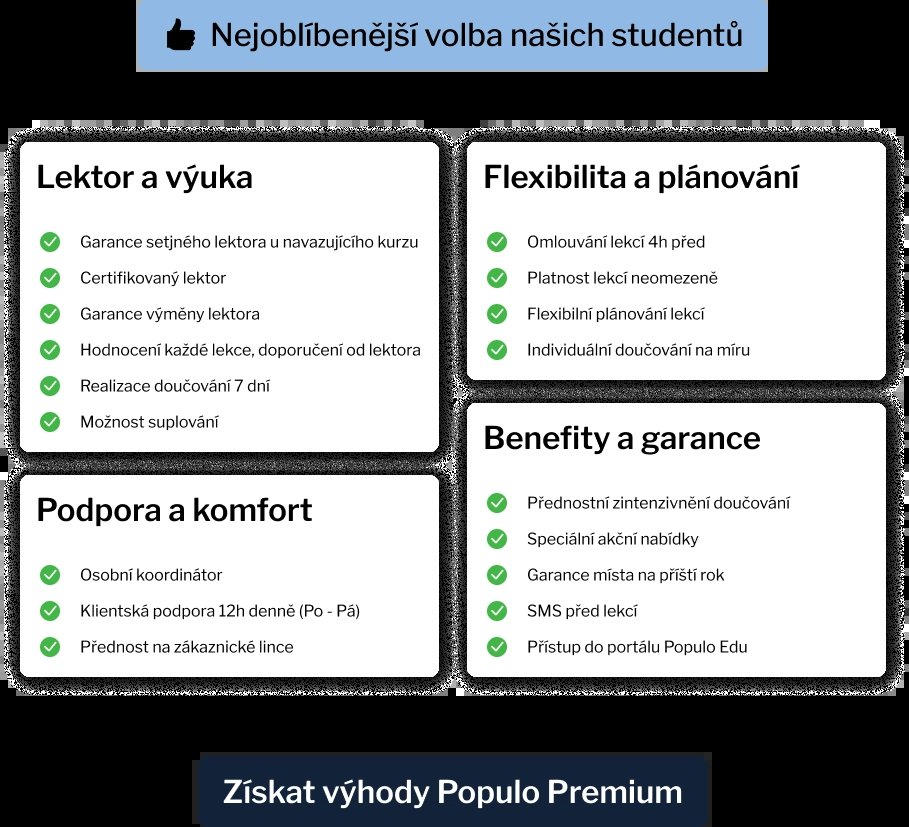 Nejoblíbenější volba našich studentů
Lektor a výuka
Garance setjného lektora u navazujícího kurzu
Certifikovaný lektor
Garance výměny lektora
Hodnocení každé lekce, doporučení od lektora
Realizace doučování 7 dní
Možnost suplování
Podpora a komfort
Osobní koordinátor
Klientská podpora 12h denně (Po - Pá)
Přednost na zákaznické lince
Flexibilita a plánování
Omlouvání lekcí 4h před
Platnost lekcí neomezeně
Flexibilní plánování lekcí
Individuální doučování na míru
Benefity a garance
Přednostní zintenzivnění doučování
Speciální akční nabídky
Garance místa na příští rok
SMS před lekcí
Přístup do portálu Populo Edu
Získat výhody Populo Premium